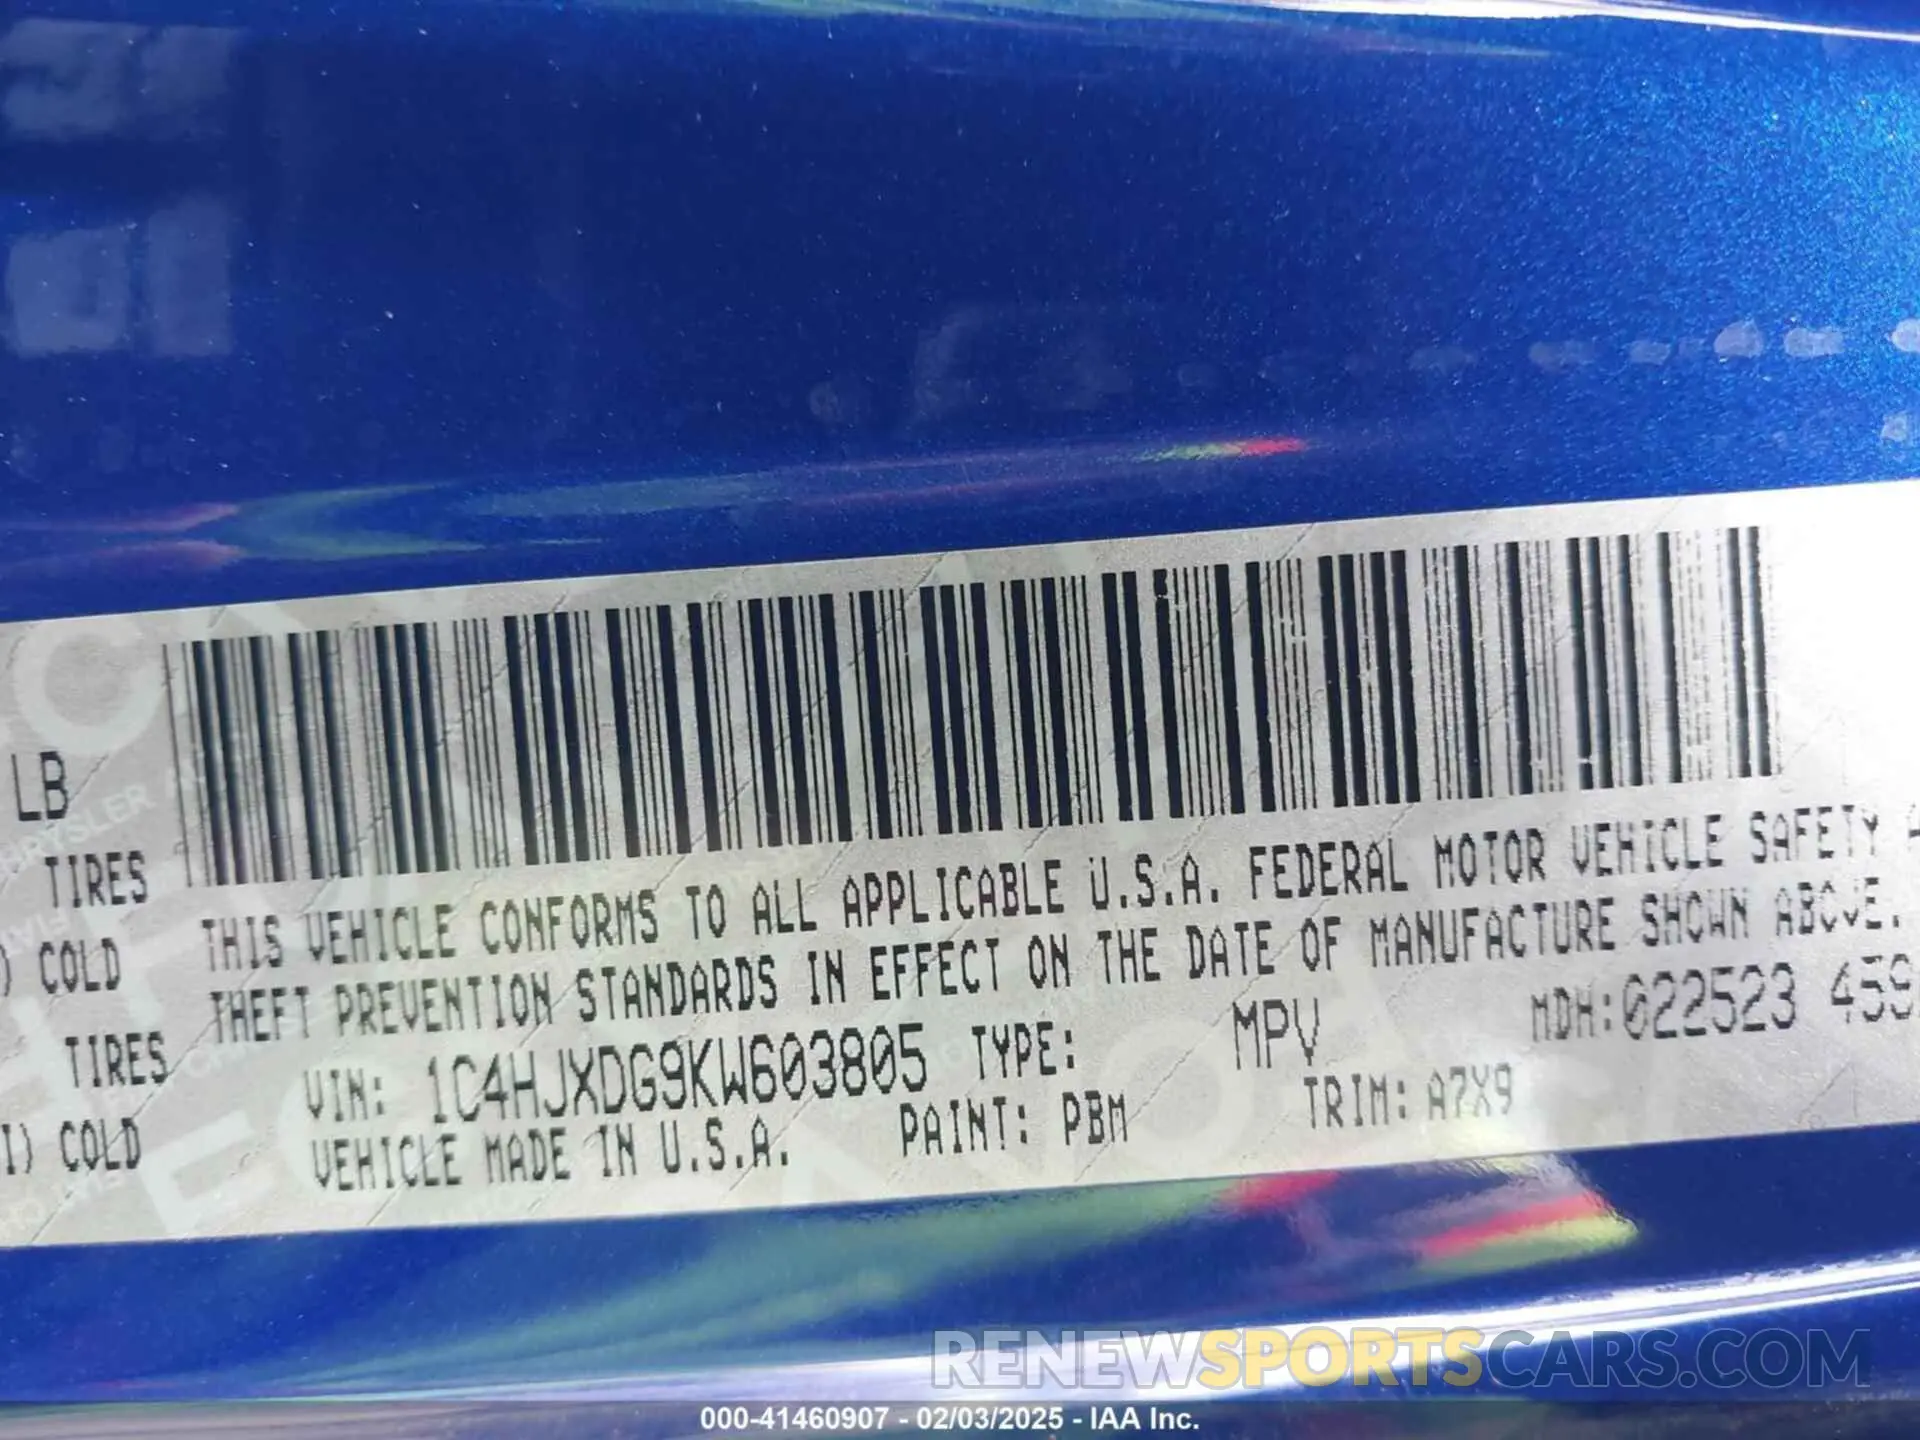 LB
TIRES
) COLD
TIRES
I) COLD
THIS VEHICLE CONFORMS TO ALL APPLICABLE U.S.A. FEDERAL MOTOR VEHICLE SAFETY A
THEFT PREVENTION STANDARDS IN EFFECT ON THE DATE OF MANUFACTURE SHOWN ABOVE.
VIN: 1C4HJXDG9KW603805 TYPE: MPV MDH:022523 459
VEHICLE MADE IN U.S.A. PAINT: PBM TRIM: A7X9
RENEWSPORTSCARS.COM
000-41460907 - 02/03/2025 - IAA Inc.